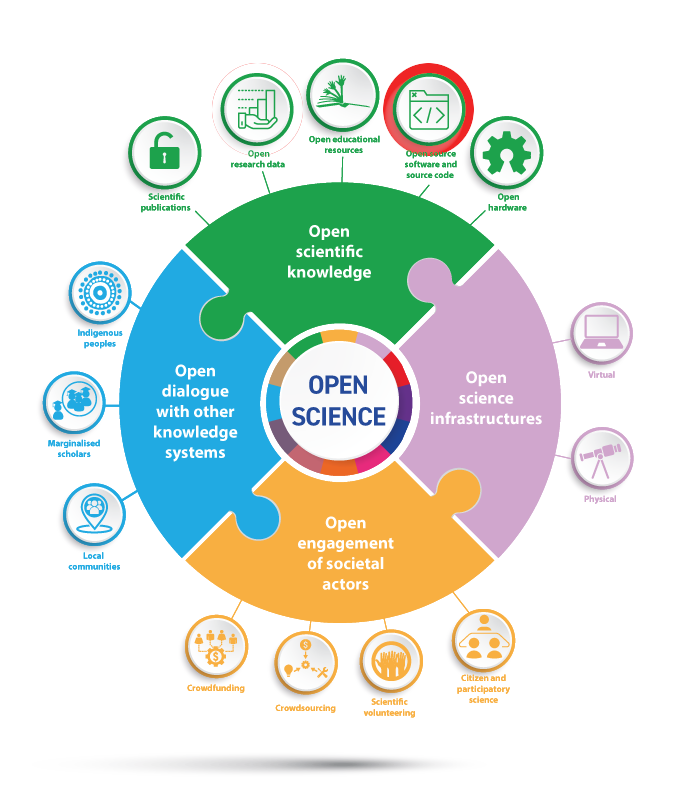 Open educational
resources
Open
research data
Open source
software and
source code
Scientific
publications
Open
hardware
Open
scientific
knowledge
Indigenous
peoples
Marginalised
scholars
Local
communities
Open
dialogue
with other
knowledge
systems
OPEN
SCIENCE
Open
science
infrastructures
Virtual
Physical
Open
engagement
of societal
actors
$
Crowdfunding
$
Crowdsourcing
Scientific
volunteering
Citizen and
participatory
science